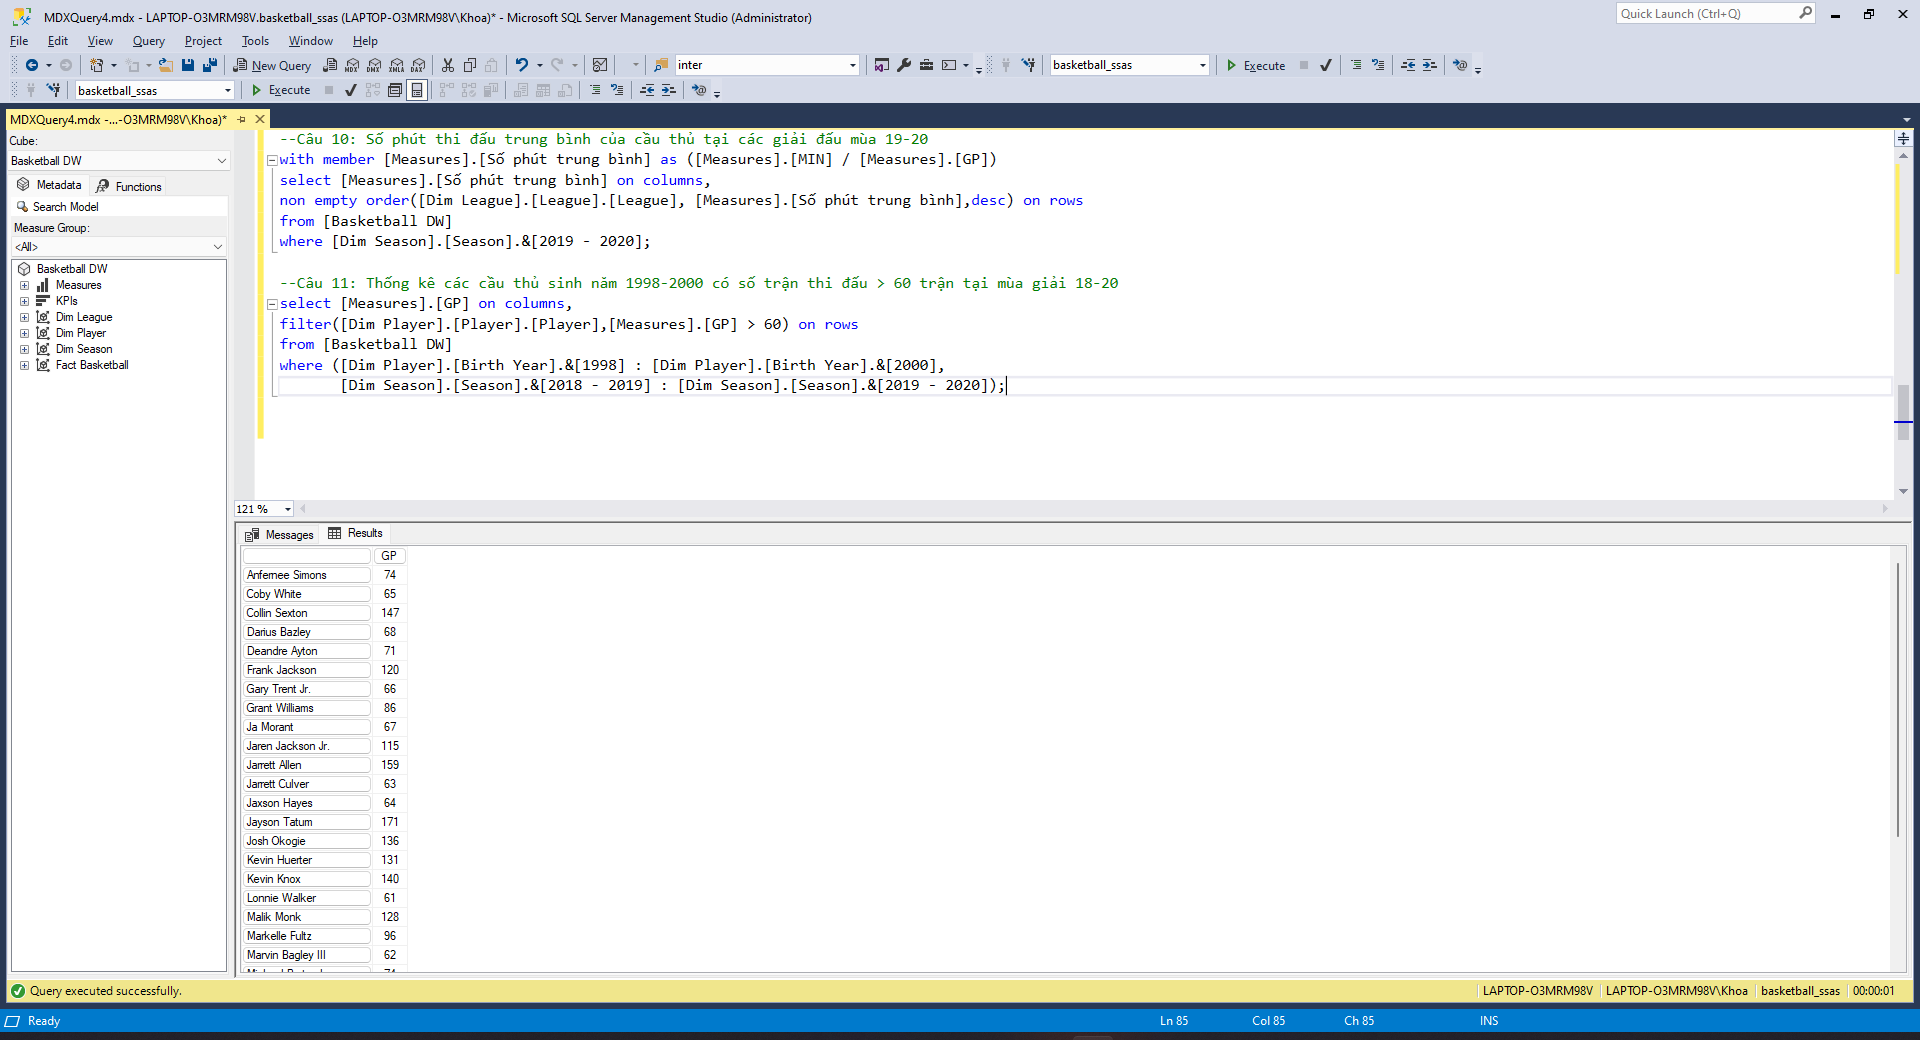 MDXQuery4.mdx - LAPTOP-O3MRM98V.basketball_ssas (LAPTOP-O3MRM98V\Khoa)* - Microsoft SQL Server Management Studio (Administrator)
Quick Launch (Ctrl+Q)
File Edit View Query Project Tools Window Help
New Query MDX DMX XMLA DAX inter basketball_ssas Execute
basketball_ssas Execute
MDXQuery4.mdx -...-O3MRM98V\Khoa)*
Cube:
Basketball DW
Metadata Functions
Search Model
Measure Group:
<All>
Basketball DW
Measures
KPIs
Dim League
Dim Player
Dim Season
Fact Basketball
--Câu 10: Số phút thi đấu trung bình của cầu thủ tại các giải đấu mùa 19-20
with member [Measures].[Số phút trung bình] as ([Measures].[MIN] / [Measures].[GP])
select [Measures].[Số phút trung bình] on columns,
non empty order([Dim League].[League].[League], [Measures].[Số phút trung bình],desc) on rows
from [Basketball DW]
where [Dim Season].[Season].&[2019 - 2020];
--Câu 11: Thống kê các cầu thủ sinh năm 1998-2000 có số trận thi đấu > 60 trận tại mùa giải 18-20
select [Measures].[GP] on columns,
filter([Dim Player].[Player].[Player],[Measures].[GP] > 60) on rows
from [Basketball DW]
where ([Dim Player].[Birth Year].&[1998] : [Dim Player].[Birth Year].&[2000],
[Dim Season].[Season].&[2018 - 2019] : [Dim Season].[Season].&[2019 - 2020]);
121 %
Messages Results
GP
Anfernee Simons 74
Coby White 65
Collin Sexton 147
Darius Bazley 68
Deandre Ayton 71
Frank Jackson 120
Gary Trent Jr. 66
Grant Williams 86
Ja Morant 67
Jaren Jackson Jr. 115
Jarrett Allen 159
Jarrett Culver 63
Jaxson Hayes 64
Jayson Tatum 171
Josh Okogie 136
Kevin Huerter 131
Kevin Knox 140
Lonnie Walker 61
Malik Monk 128
Markelle Fultz 96
Marvin Bagley III 62
Query executed successfully.
LAPTOP-O3MRM98V LAPTOP-O3MRM98V\Khoa basketball_ssas 00:00:01
Ready Ln 85 Col 85 Ch 85 INS